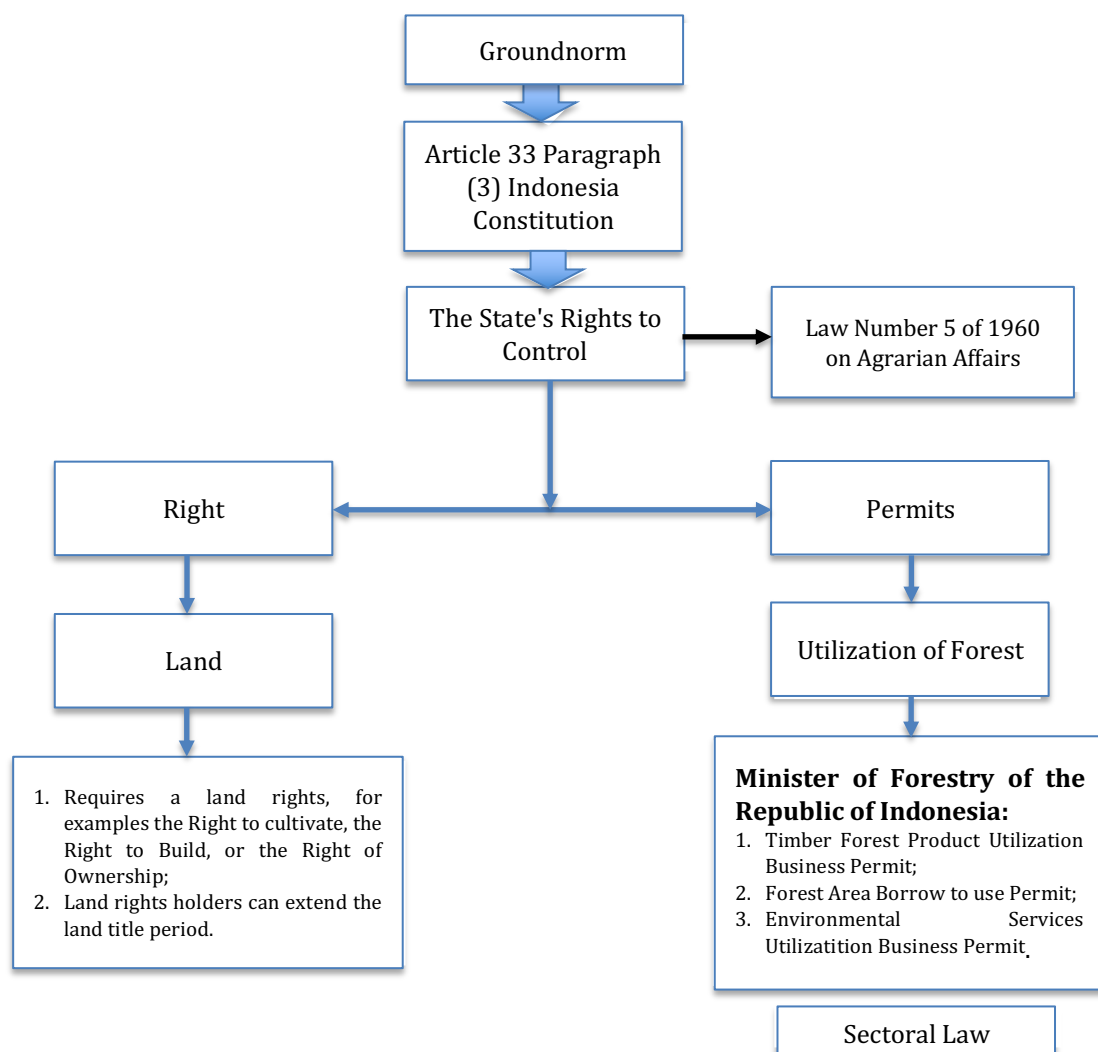 Groundnorm
Article 33 Paragraph
(3) Indonesia
Constitution
The State's Rights to
Control
Law Number 5 of 1960
on Agrarian Affairs
Right
Permits
Land
Utilization of Forest
1. Requires a land rights, for
examples the Right to cultivate, the
Right to Build, or the Right of
Ownership;
2. Land rights holders can extend the
land title period.
Minister of Forestry of the
Republic of Indonesia:
1. Timber Forest Product Utilization
Business Permit;
2. Forest Area Borrow to use Permit;
3. Environmental Services
Utilizatition Business Permit.
Sectoral Law